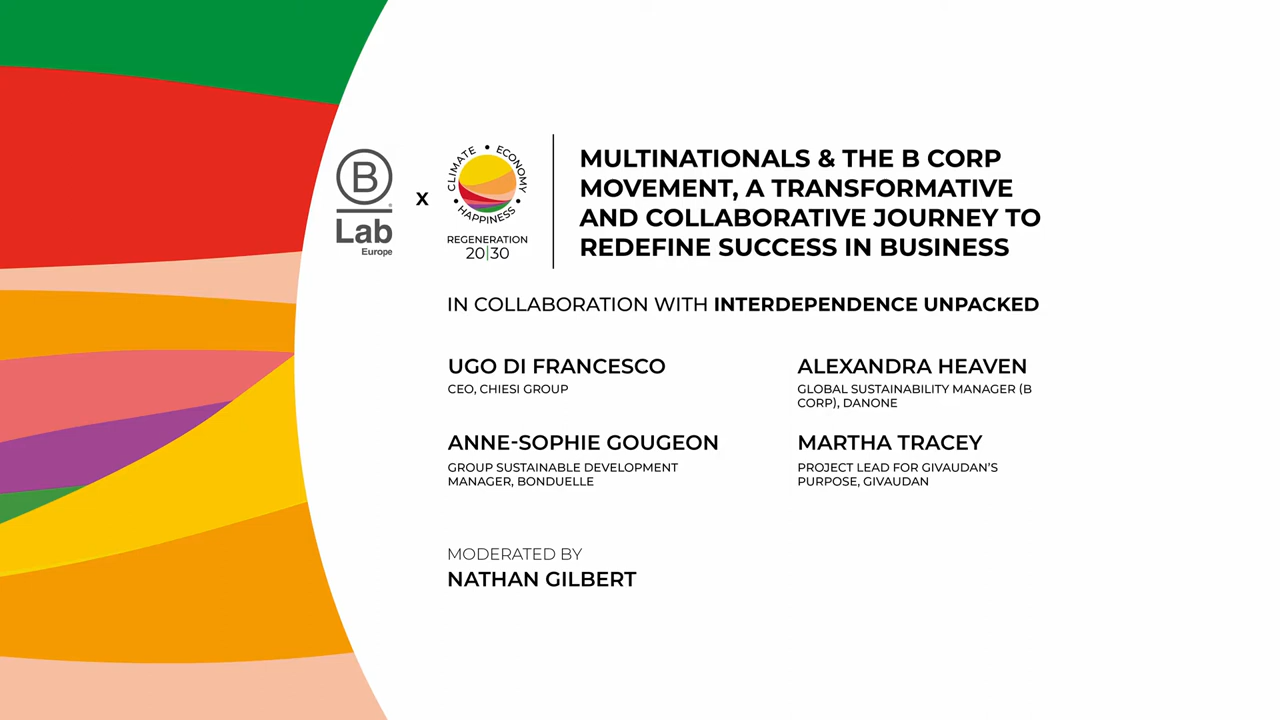 B
Lab
Europe
X
CLIMATE • ECONOMY • HAPPINESS •
REGENERATION
20|30
MULTINATIONALS & THE B CORP
MOVEMENT, A TRANSFORMATIVE
AND COLLABORATIVE JOURNEY TO
REDEFINE SUCCESS IN BUSINESS
IN COLLABORATION WITH INTERDEPENDENCE UNPACKED
UGO DI FRANCESCO
CEO, CHIESI GROUP
ALEXANDRA HEAVEN
GLOBAL SUSTAINABILITY MANAGER (B
CORP), DANONE
ANNE-SOPHIE GOUGEON
GROUP SUSTAINABLE DEVELOPMENT
MANAGER, BONDUELLE
MARTHA TRACEY
PROJECT LEAD FOR GIVAUDAN'S
PURPOSE, GIVAUDAN
MODERATED BY
NATHAN GILBERT